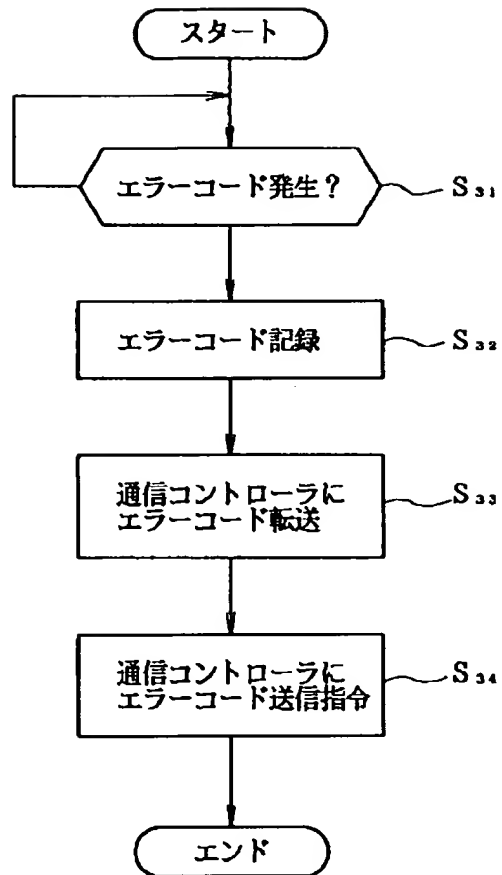 スタート
エラーコード発生?
S₃₁
エラーコード記録
S₃₂
通信コントローラに
エラーコード転送
S₃₃
通信コントローラに
エラーコード送信指令
S₃₄
エンド